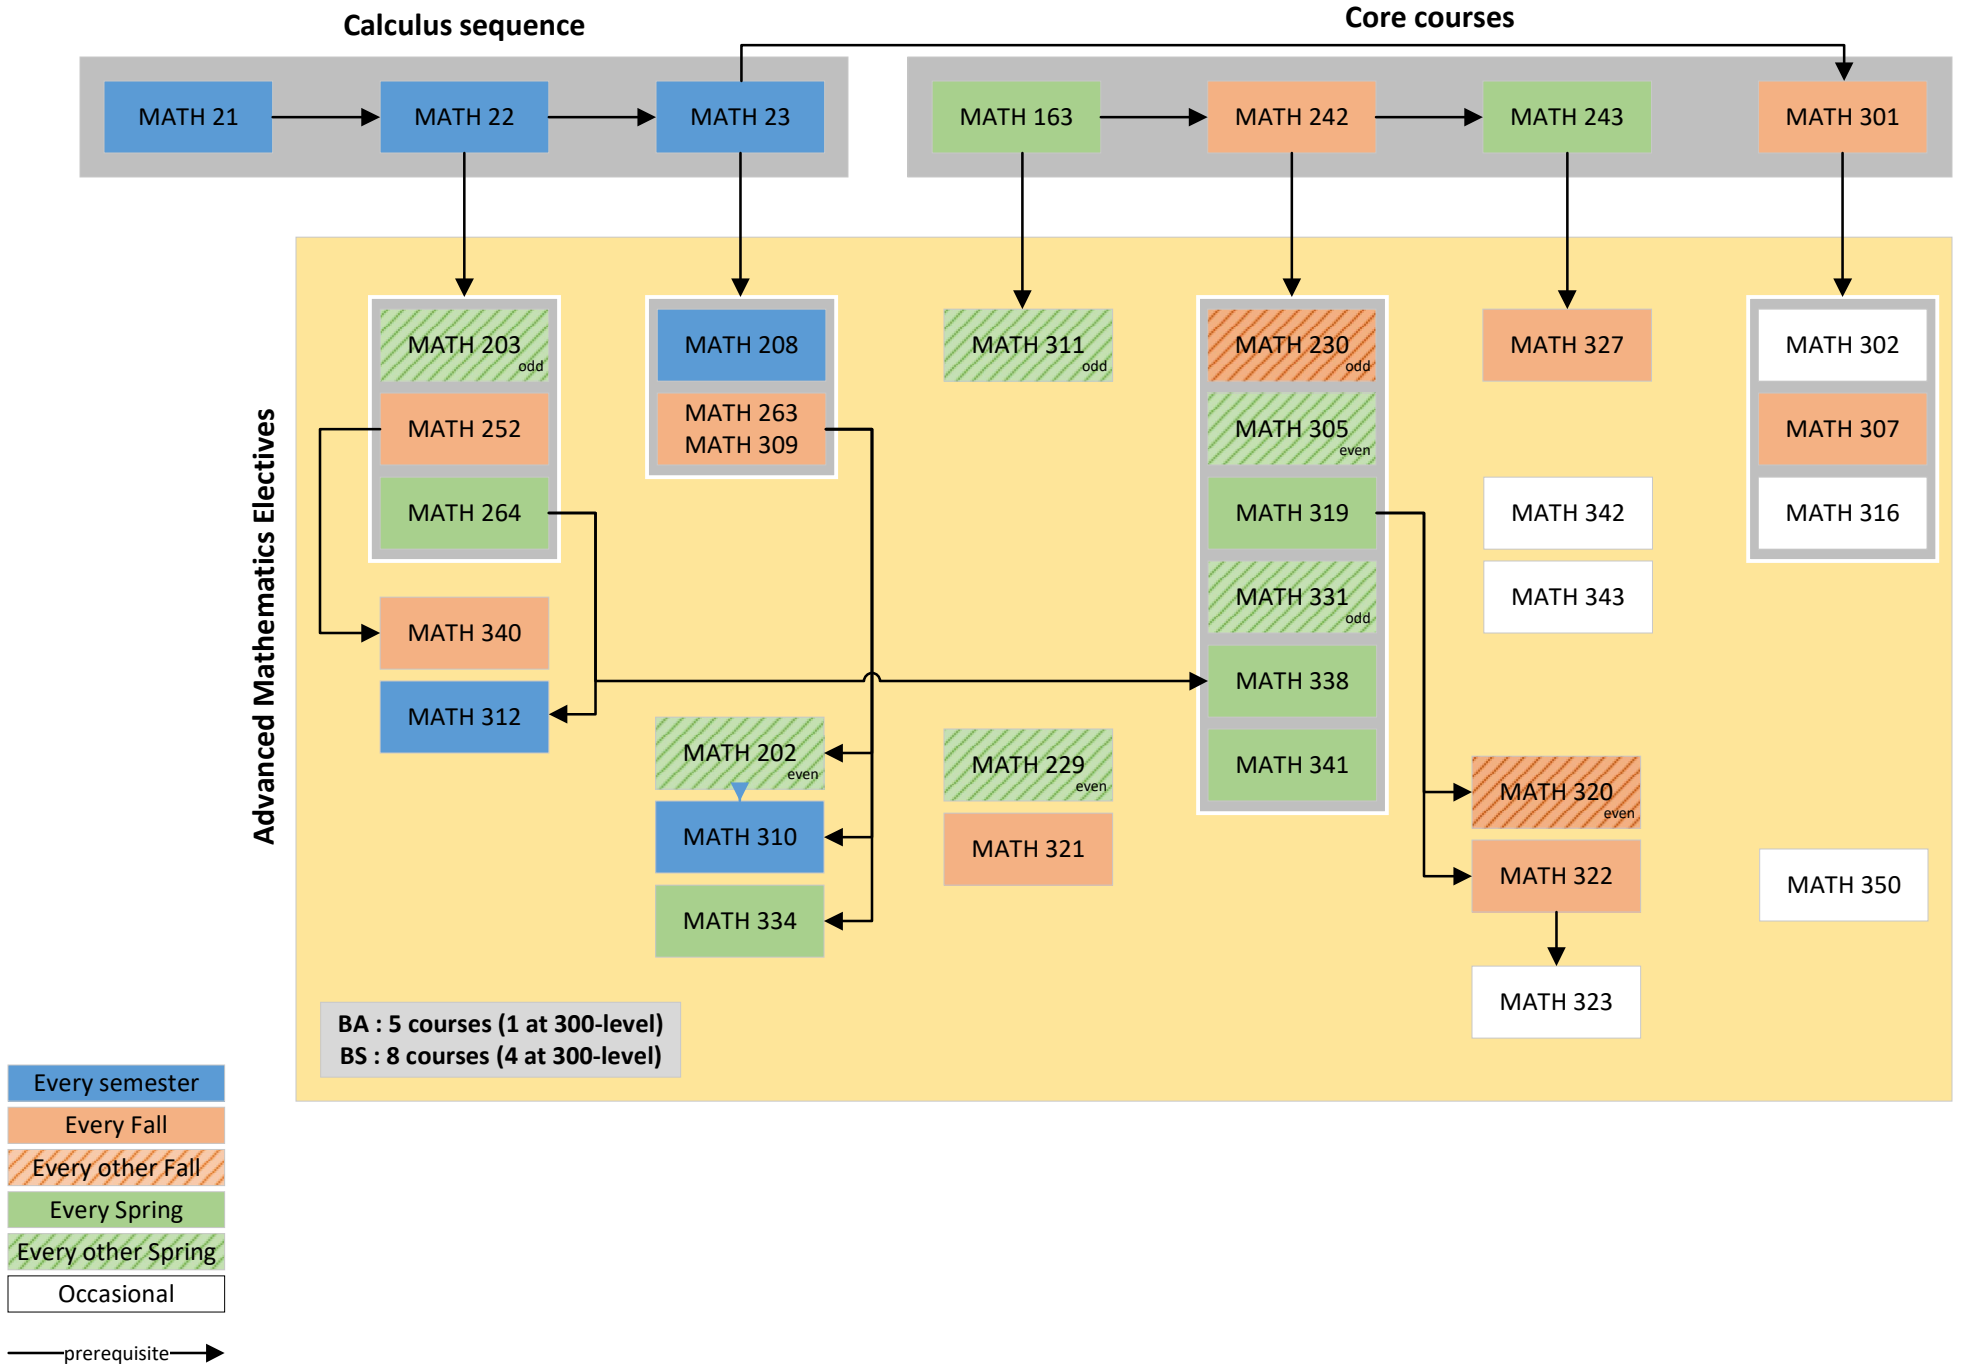 Calculus sequence
Core courses
MATH 21
MATH 22
MATH 23
MATH 163
MATH 242
MATH 243
MATH 301
Advanced Mathematics Electives
MATH 203
odd
MATH 252
MATH 264
MATH 340
MATH 312
MATH 208
MATH 263
MATH 309
MATH 202
even
MATH 310
MATH 334
MATH 311
odd
MATH 229
even
MATH 321
MATH 230
odd
MATH 305
even
MATH 319
MATH 331
odd
MATH 338
MATH 341
MATH 327
MATH 342
MATH 343
MATH 320
even
MATH 322
MATH 323
MATH 302
MATH 307
MATH 316
MATH 350
BA : 5 courses (1 at 300-level)
BS : 8 courses (4 at 300-level)
Every semester
Every Fall
Every other Fall
Every Spring
Every other Spring
Occasional
prerequisite